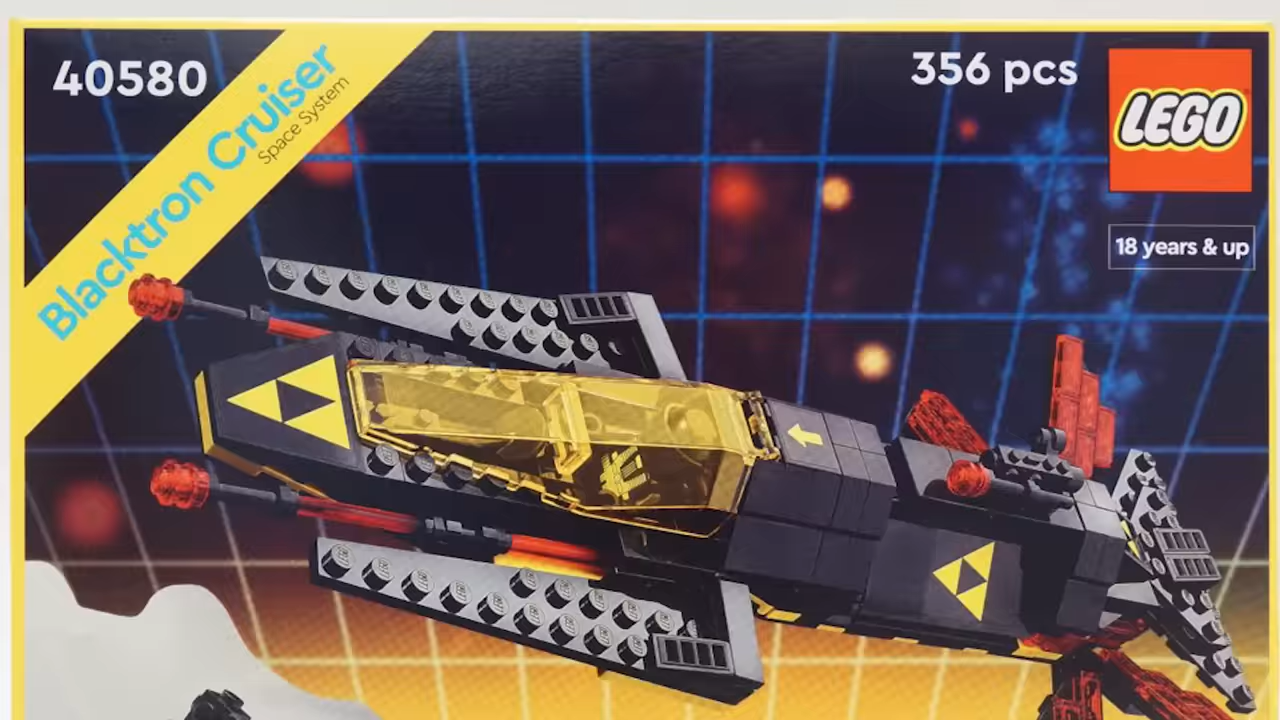 40580
Blacktron Cruiser
Space System
356 pcs
LEGO
18 years & up